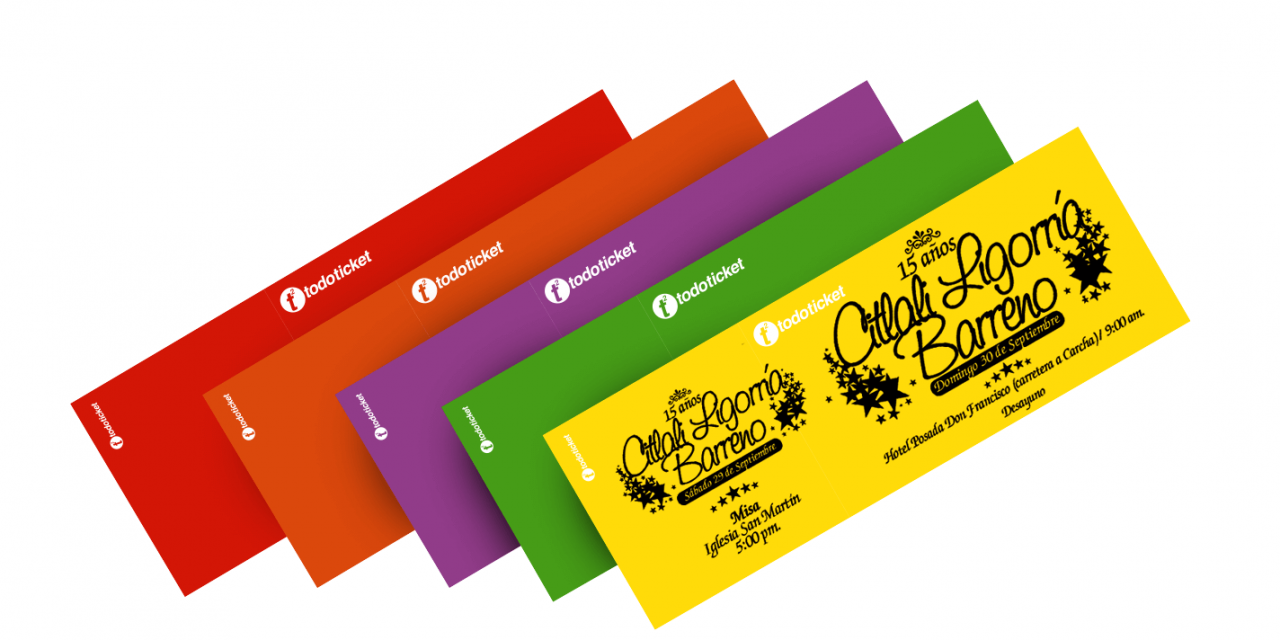 todoticket
todoticket
todoticket
todoticket
todoticket
todoticket
todoticket
todoticket
todoticket
todoticket
15 años
Citlali Ligorría
Barreno
Sábado 29 de Septiembre
Misa
Iglesia San Martín
5:00 pm.
15 años
Citlali Ligorría
Barreno
Domingo 30 de Septiembre
Hotel Posada Don Francisco (carretera a Carcha) / 9:00 am.
Desayuno